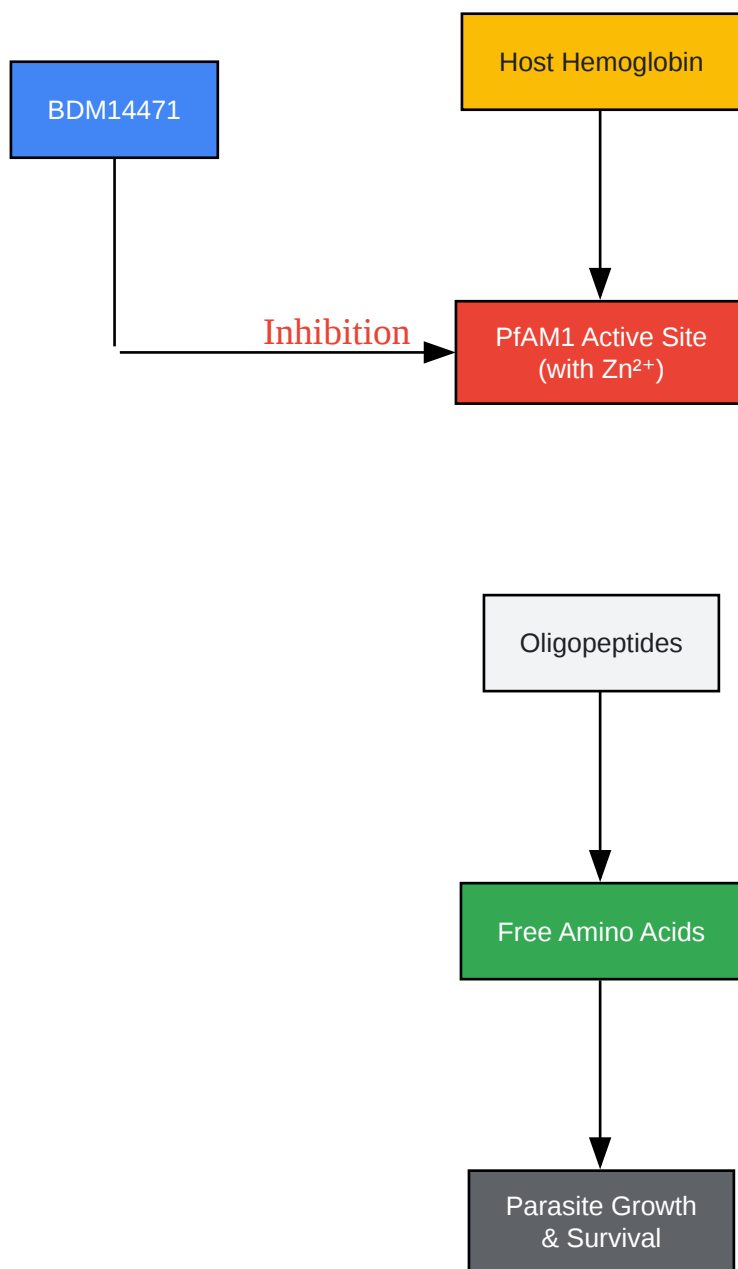 Host Hemoglobin
BDM14471
Inhibition
PfAM1 Active Site
(with Zn²⁺)
Oligopeptides
Free Amino Acids
Parasite Growth
& Survival